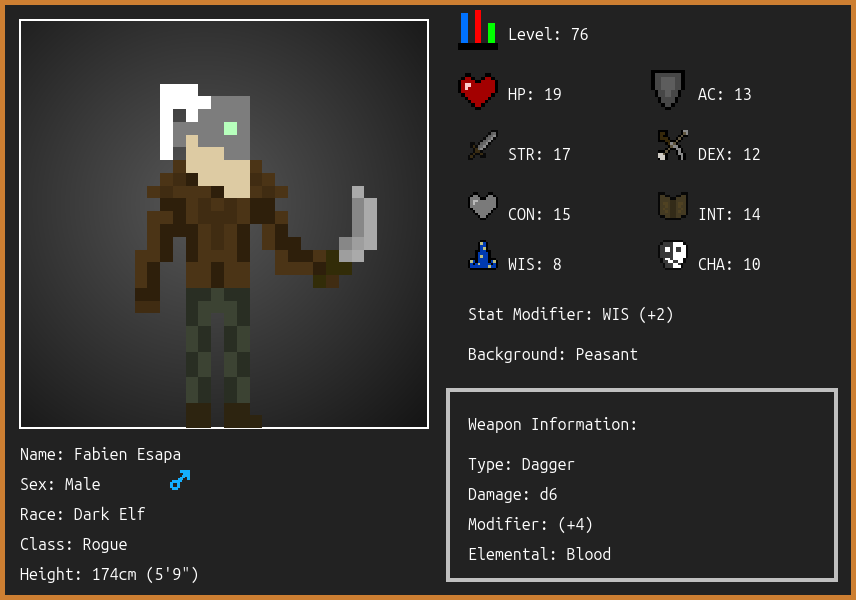 Level: 76
HP: 19
AC: 13
STR: 17
DEX: 12
CON: 15
INT: 14
WIS: 8
CHA: 10
Stat Modifier: WIS (+2)
Background: Peasant
Weapon Information:
Type: Dagger
Damage: d6
Modifier: (+4)
Elemental: Blood
Name: Fabien Esapa
Sex: Male
Race: Dark Elf
Class: Rogue
Height: 174cm (5'9")